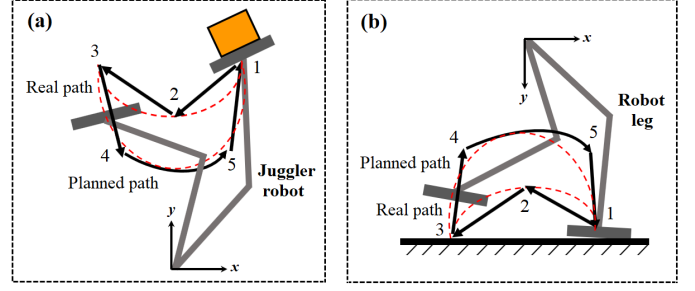 (a)
3
Real path
2
1
4
5
Planned path
Juggler
robot
y
x
(b)
x
y
Robot
leg
4
5
Planned path
Real path
2
1
3